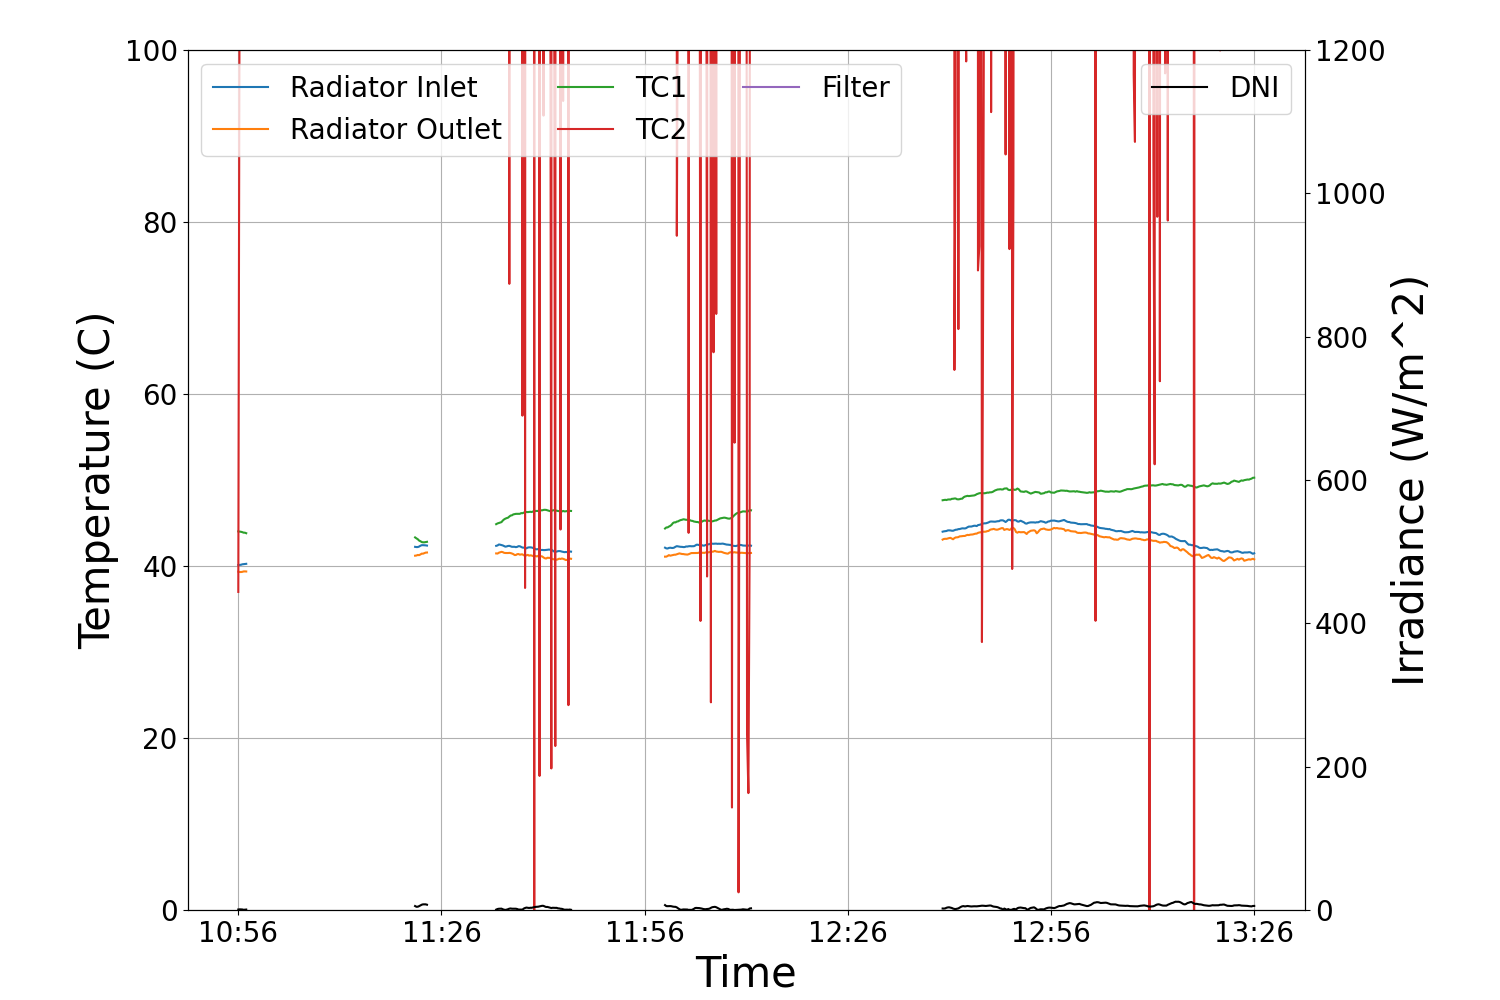 100
80
60
40
20
0
Temperature (C)
Radiator Inlet
Radiator Outlet
TC1
TC2
Filter
DNI
1200
1000
800
600
400
200
0
Irradiance (W/m^2)
10:56
11:26
11:56
12:26
12:56
13:26
Time